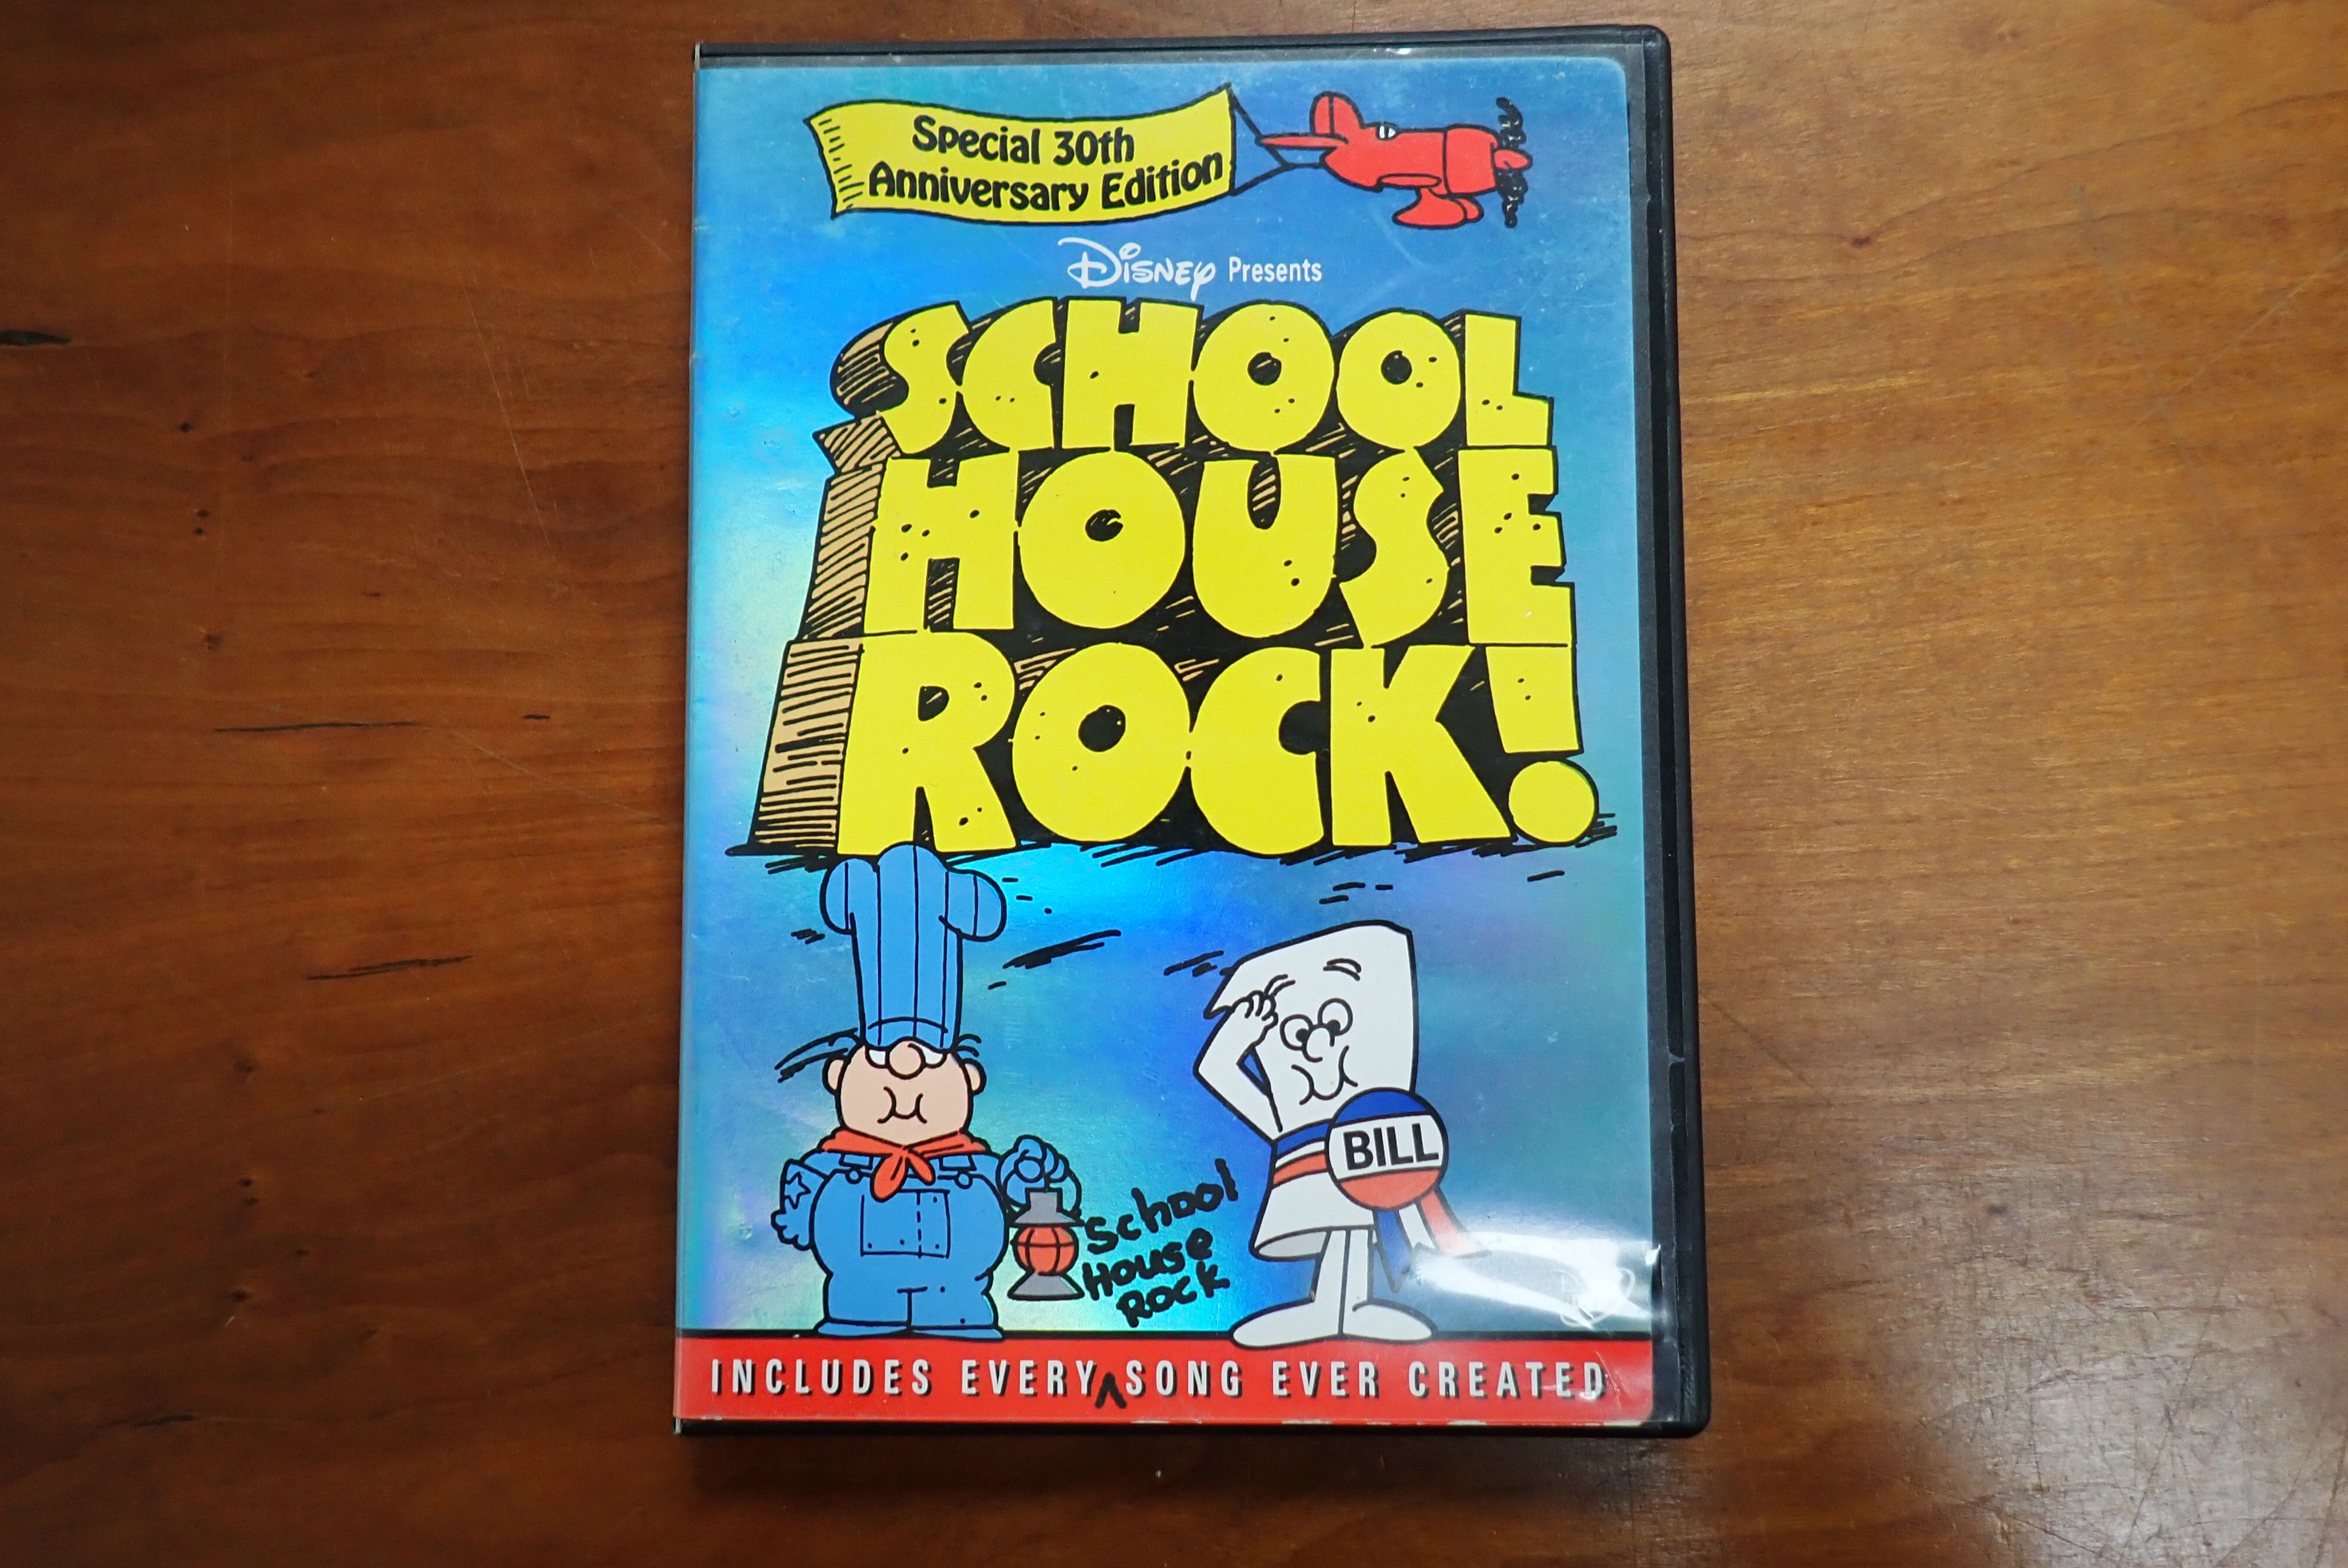 Special 30th
Anniversary Edition
Disney Presents
SCHOOL
HOUSE
ROCK!
BILL
School
House
Rock
INCLUDES EVERY SONG EVER CREATED